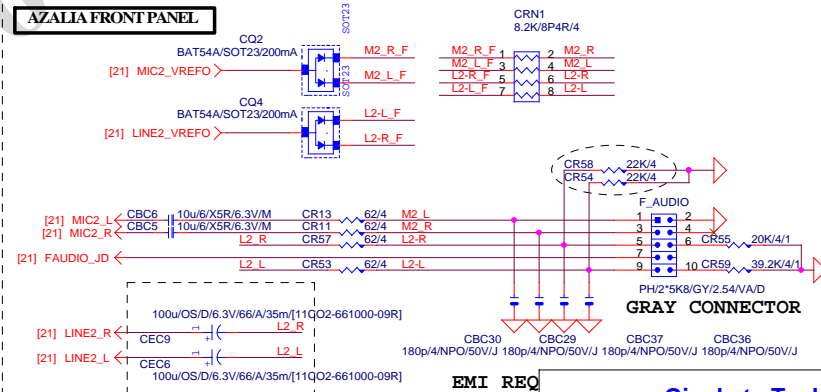 AZALIA FRONT PANEL
CQ2
BAT54A/SOT23/200mA
SOT23
[21] MIC2_VREFO
M2_R_F
M2_L_F
SOT23
CQ4
BAT54A/SOT23/200mA
[21] LINE2_VREFO
L2-L_F
L2-R_F
CRN1
8.2K/8P4R/4
M2_R_F 1 2 M2_R
M2_L_F 3 4 M2_L
L2-R_F 5 6 L2-R
L2-L_F 7 8 L2-L
CR58 22K/4
CR54 22K/4
F_AUDIO
[21] MIC2_L CBC6 10u/6/X5R/6.3V/M CR13 62/4 M2_L 1 2
[21] MIC2_R CBC5 10u/6/X5R/6.3V/M CR11 62/4 M2_R 3 4
L2_R CR57 62/4 L2-R 5 6 CR55 20K/4/1
[21] FAUDIO_JD 7
L2_L CR53 62/4 L2-L 9 10 CR59 39.2K/4/1
PH/2*5K8/GY/2.54/VA/D
GRAY CONNECTOR
100u/OS/D/6.3V/66/A/35m/[11CO2-661000-09R]
[21] LINE2_R 1 L2_R
CEC9 +
[21] LINE2_L 1 L2_L
CEC6 +
100u/OS/D/6.3V/66/A/35m/[11CO2-661000-09R]
CBC30 CBC29 CBC37 CBC36
180p/4/NPO/50V/J 180p/4/NPO/50V/J 180p/4/NPO/50V/J 180p/4/NPO/50V/J
EMI REQ